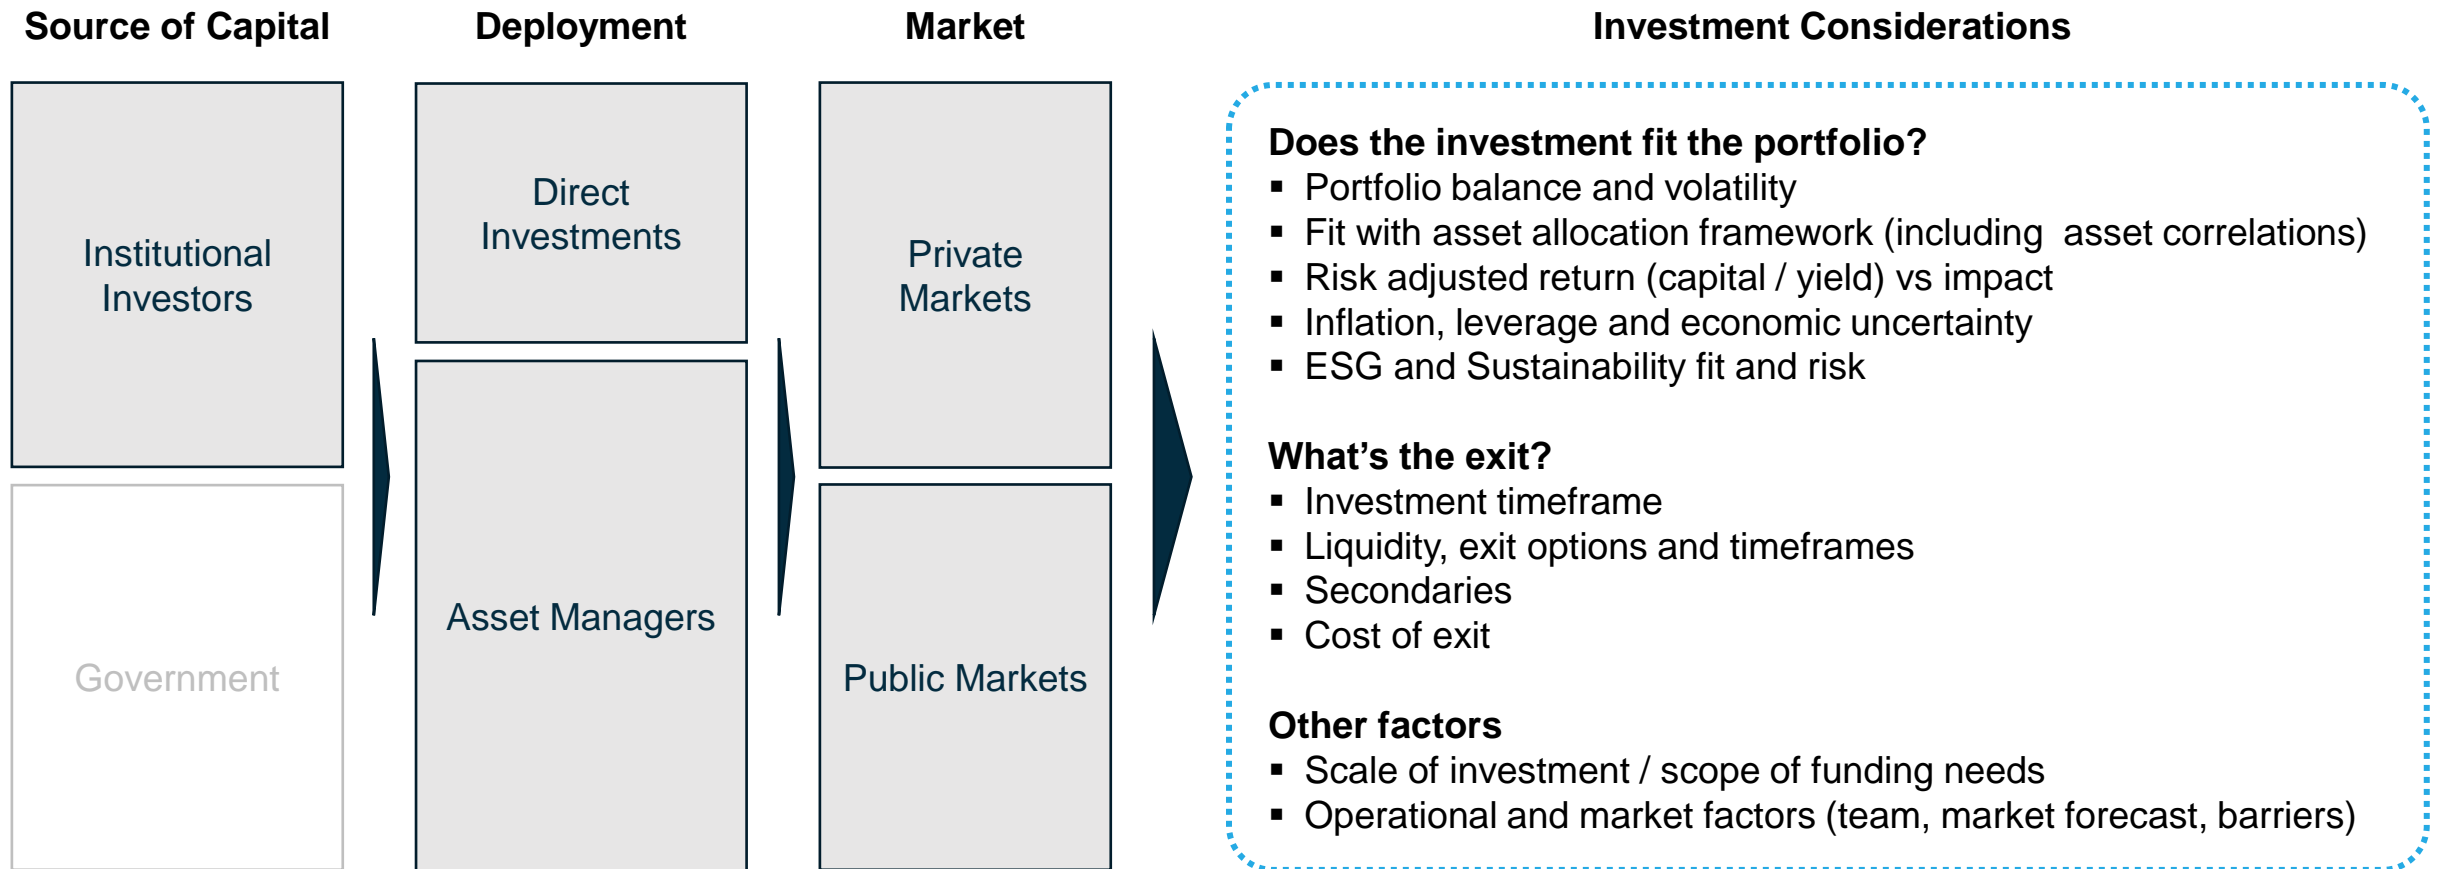 Source of Capital
Deployment
Market
Investment Considerations
Institutional
Investors
Government
Direct
Investments
Asset Managers
Private
Markets
Public Markets
Does the investment fit the portfolio?
▪ Portfolio balance and volatility
▪ Fit with asset allocation framework (including  asset correlations)
▪ Risk adjusted return (capital / yield) vs impact
▪ Inflation, leverage and economic uncertainty
▪ ESG and Sustainability fit and risk
What’s the exit?
▪ Investment timeframe
▪ Liquidity, exit options and timeframes
▪ Secondaries
▪ Cost of exit
Other factors
▪ Scale of investment / scope of funding needs
▪ Operational and market factors (team, market forecast, barriers)